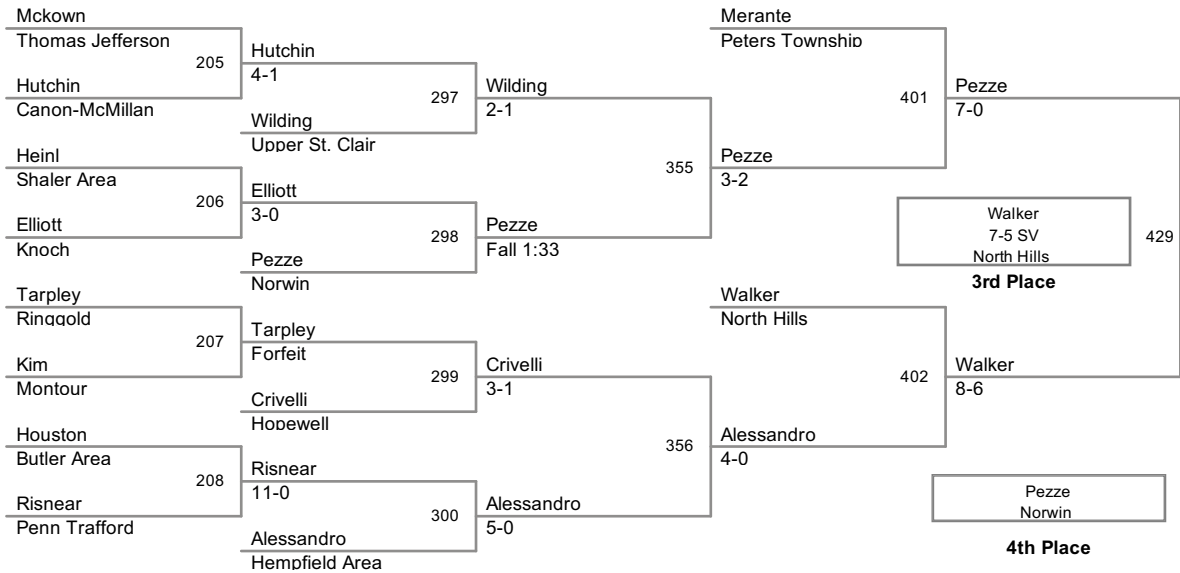 Mckown
Thomas Jefferson
205
Hutchin
Canon-McMillan
Heinl
Shaler Area
206
Elliott
Knoch
Tarpley
Ringgold
207
Kim
Montour
Houston
Butler Area
208
Risnear
Penn Trafford
Hutchin
4-1
297
Wilding
Upper St. Clair
Elliott
3-0
298
Pezze
Norwin
Tarpley
Forfeit
299
Crivelli
Hopewell
Risnear
11-0
300
Alessandro
Hempfield Area
Wilding
2-1
355
Pezze
Fall 1:33
Crivelli
3-1
356
Alessandro
5-0
Merante
Peters Township
401
Pezze
3-2
Walker
North Hills
402
Alessandro
4-0
Pezze
7-0
429
Walker
8-6
Walker
7-5 SV
North Hills
3rd Place
Pezze
Norwin
4th Place